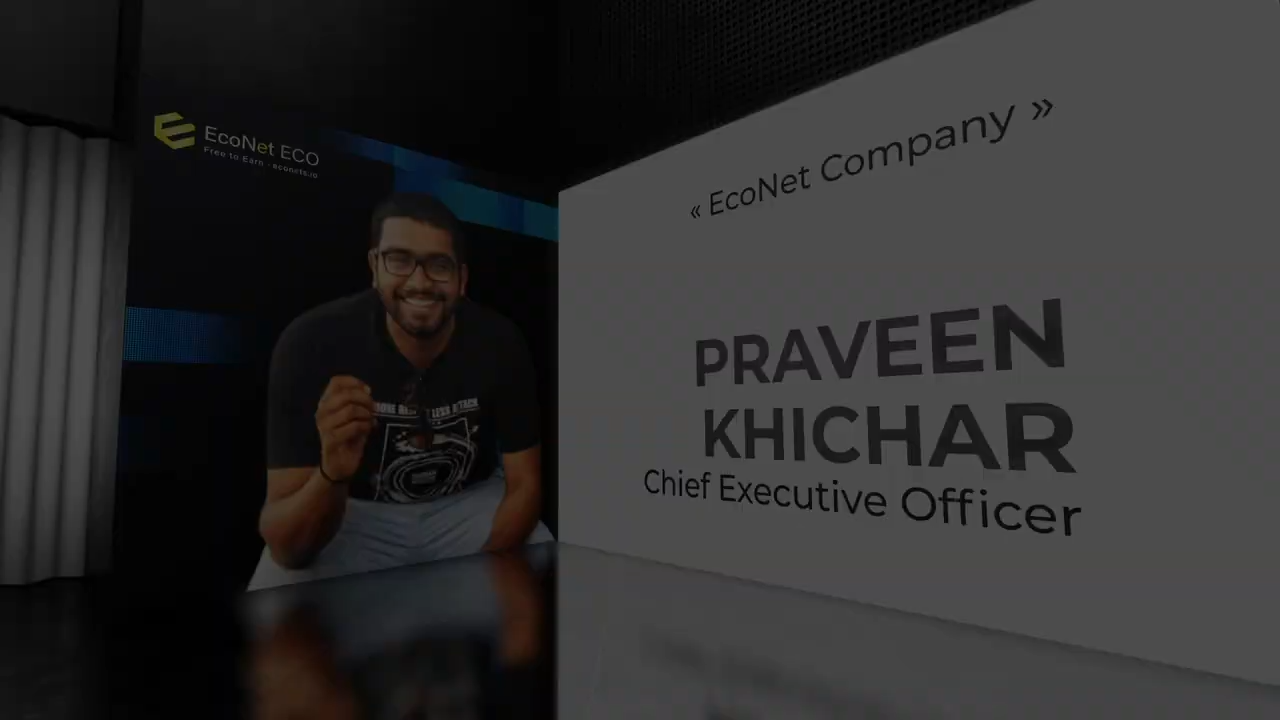 EcoNet ECO
Free to Earn - econets.io
« EcoNet Company »
PRAVEEN
KHICHAR
Chief Executive Officer